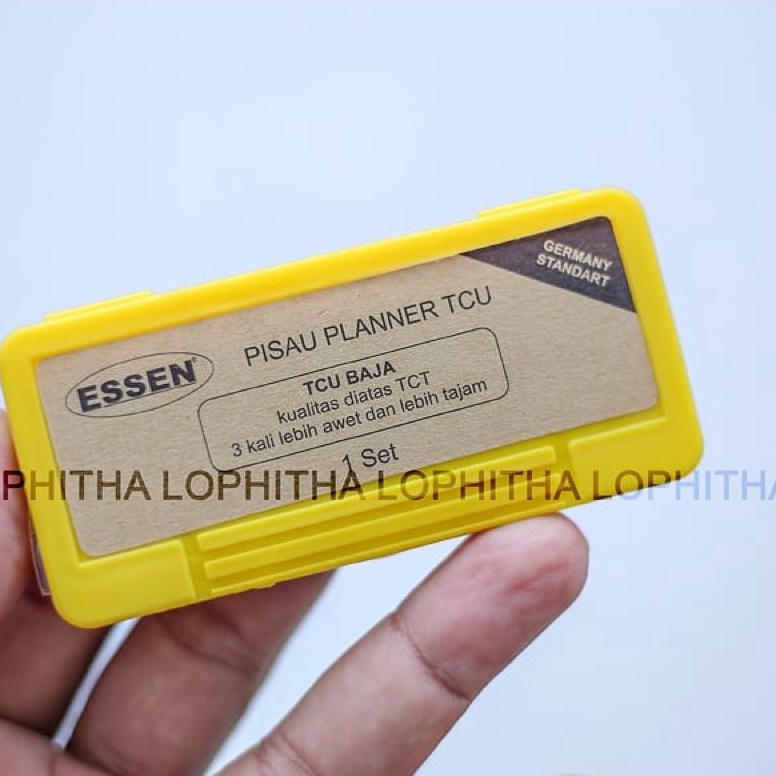 GERMANY
STANDART
PISAU PLANNER TCU
ESSEN®
TCU BAJA
kualitas diatas TCT
3 kali lebih awet dan lebih tajam
1 Set
PHITHA LOPHITHA LOPHITHA LOPHITHA LOPHITHA